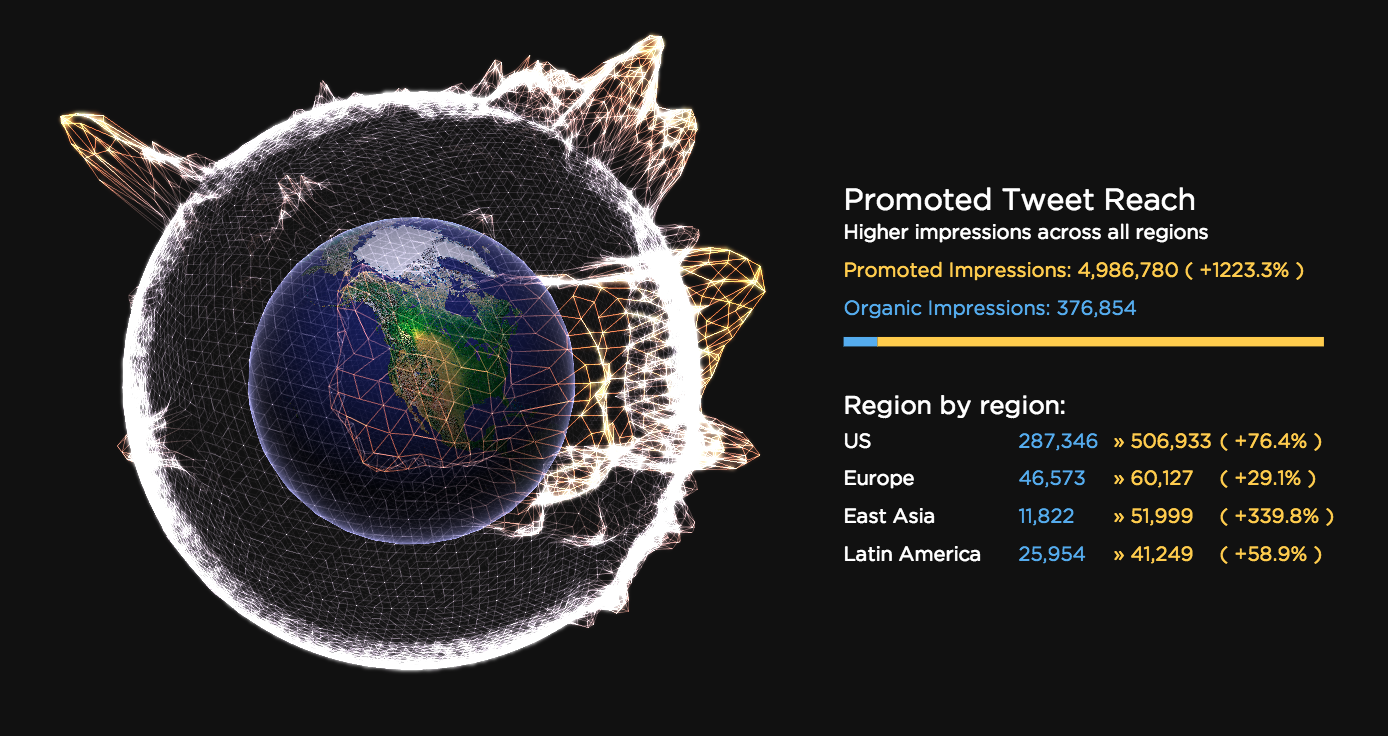 Promoted Tweet Reach
Higher impressions across all regions
Promoted Impressions: 4,986,780 ( +1223.3% )
Organic Impressions: 376,854
Region by region:
US 287,346 » 506,933 ( +76.4% )
Europe 46,573 » 60,127 ( +29.1% )
East Asia 11,822 » 51,999 ( +339.8% )
Latin America 25,954 » 41,249 ( +58.9% )